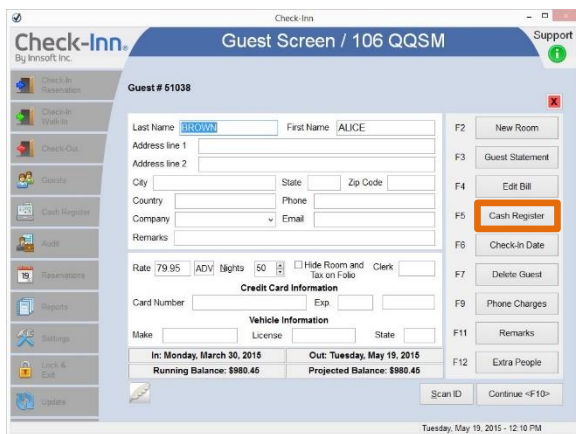 Check-Inn
Check-Inn.
By Innsoft Inc.
Guest Screen / 106 QQSM
Support
Check-In
Reservation
Check-In
Walk-In
Check-Out
Guests
Cash Register
Audit
19
Reservations
Reports
Settings
Lock &
Exit
Update
Guest # 51038
X
Last Name BROWN First Name ALICE
Address line 1
Address line 2
City State Zip Code
Country Phone
Company Email
Remarks
Rate 79.95 ADV Nights 50 Hide Room and
Tax on Folio Clerk
Credit Card Information
Card Number Exp.
Vehicle Information
Make License State
In: Monday, March 30, 2015 Out: Tuesday, May 19, 2015
Running Balance: $980.45 Projected Balance: $980.45
F2 New Room
F3 Guest Statement
F4 Edit Bill
F5 Cash Register
F6 Check-In Date
F7 Delete Guest
F9 Phone Charges
F11 Remarks
F12 Extra People
Scan ID Continue <F10>
Tuesday, May 19, 2015 - 12:10 PM